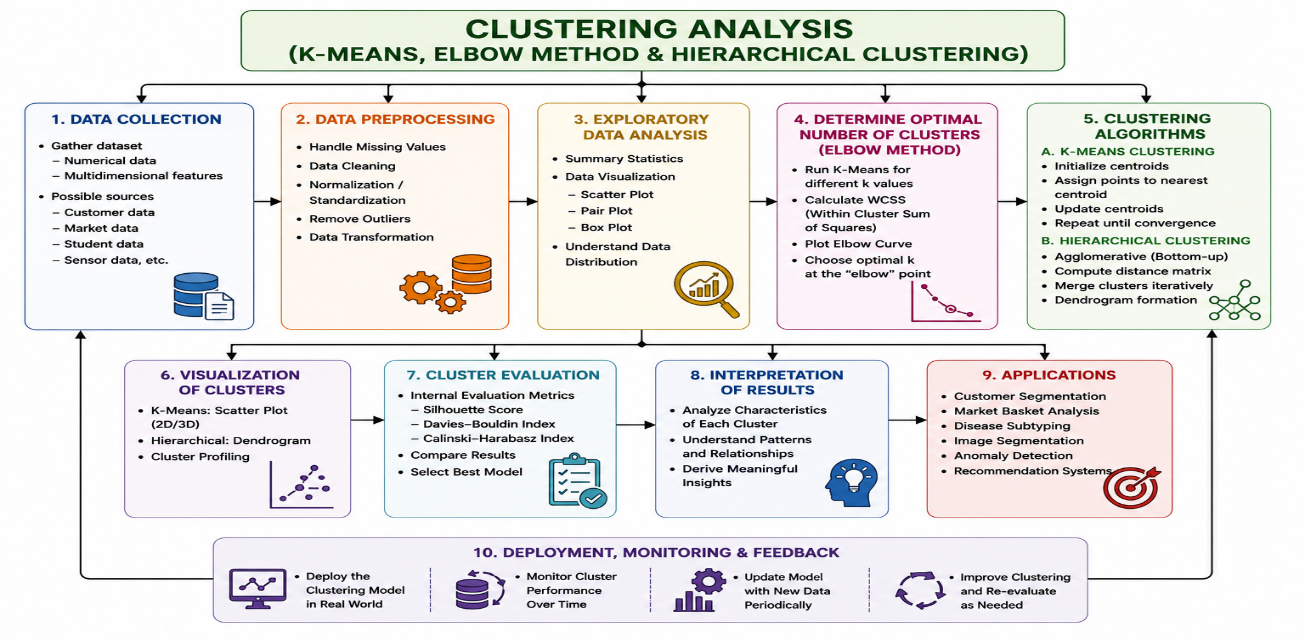 CLUSTERING ANALYSIS
(K-MEANS, ELBOW METHOD & HIERARCHICAL CLUSTERING)
1. DATA COLLECTION
• Gather dataset
– Numerical data
– Multidimensional features
• Possible sources
– Customer data
– Market data
– Student data
– Sensor data, etc.
2. DATA PREPROCESSING
• Handle Missing Values
• Data Cleaning
• Normalization /
Standardization
• Remove Outliers
• Data Transformation
3. EXPLORATORY
DATA ANALYSIS
• Summary Statistics
• Data Visualization
– Scatter Plot
– Pair Plot
– Box Plot
• Understand Data
Distribution
4. DETERMINE OPTIMAL
NUMBER OF CLUSTERS
(ELBOW METHOD)
• Run K-Means for
different k values
• Calculate WCSS
(Within Cluster Sum
of Squares)
• Plot Elbow Curve
• Choose optimal k
at the “elbow” point
5. CLUSTERING
ALGORITHMS
A. K-MEANS CLUSTERING
• Initialize centroids
• Assign points to nearest
centroid
• Update centroids
• Repeat until convergence
B. HIERARCHICAL CLUSTERING
• Agglomerative (Bottom-up)
• Compute distance matrix
• Merge clusters iteratively
• Dendrogram formation
6. VISUALIZATION
OF CLUSTERS
• K-Means: Scatter Plot
(2D/3D)
• Hierarchical: Dendrogram
• Cluster Profiling
7. CLUSTER EVALUATION
• Internal Evaluation Metrics
– Silhouette Score
– Davies–Bouldin Index
– Calinski–Harabasz Index
• Compare Results
• Select Best Model
8. INTERPRETATION
OF RESULTS
• Analyze Characteristics
of Each Cluster
• Understand Patterns
and Relationships
• Derive Meaningful
Insights
9. APPLICATIONS
• Customer Segmentation
• Market Basket Analysis
• Disease Subtyping
• Image Segmentation
• Anomaly Detection
• Recommendation Systems
10. DEPLOYMENT, MONITORING & FEEDBACK
• Deploy the
Clustering Model
in Real World
• Monitor Cluster
Performance
Over Time
• Update Model
with New Data
Periodically
• Improve Clustering
and Re-evaluate
as Needed